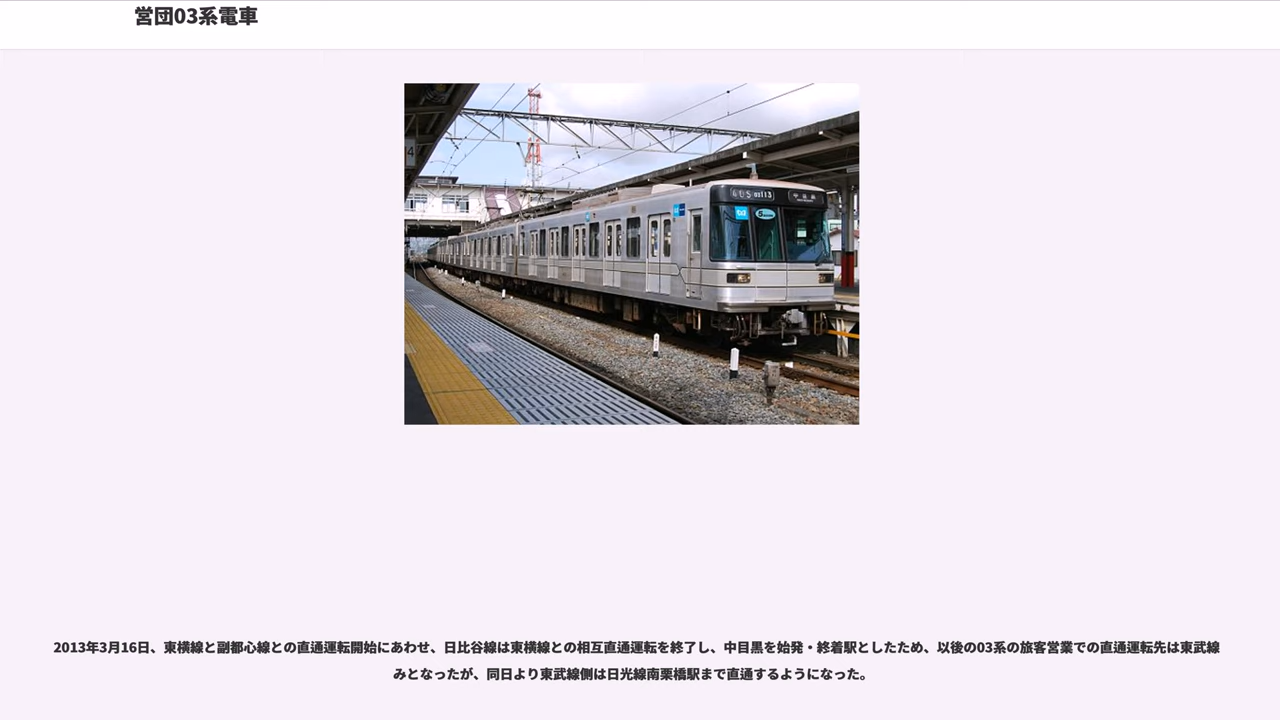 営団03系電車
4
03113
2013年3月16日、東横線と副都心線との直通運転開始にあわせ、日比谷線は東横線との相互直通運転を終了し、中目黒を始発・終着駅としたため、以後の03系の旅客営業での直通運転先は東武線
みとなったが、同日より東武線側は日光線南栗橋駅まで直通するようになった。